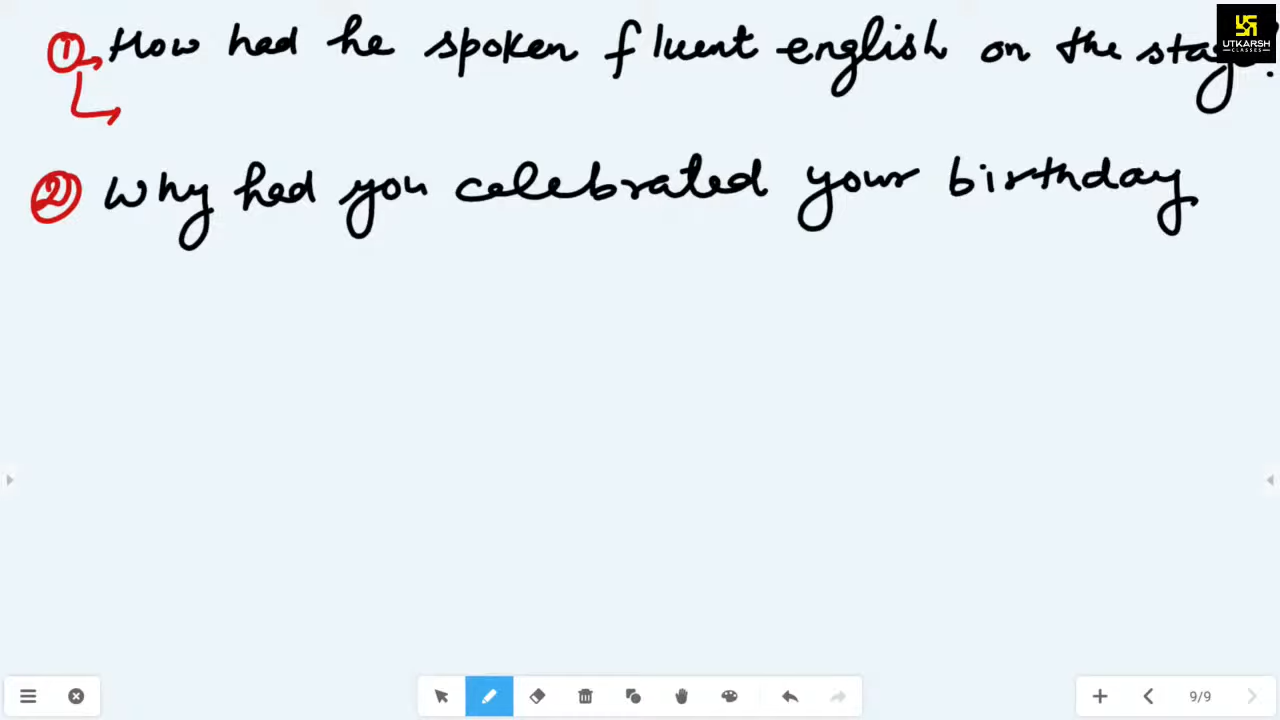 ① How had he spoken fluent english on the stage?
UTKARSH
CLASSES
② Why had you celebrated your birthday
9/9